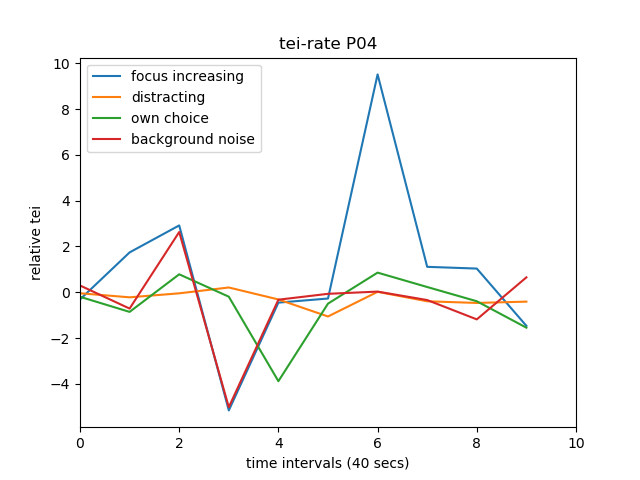 tei-rate P04
focus increasing
distracting
own choice
background noise
relative tei
10
8
6
4
2
0
−2
−4
0 2 4 6 8 10
time intervals (40 secs)